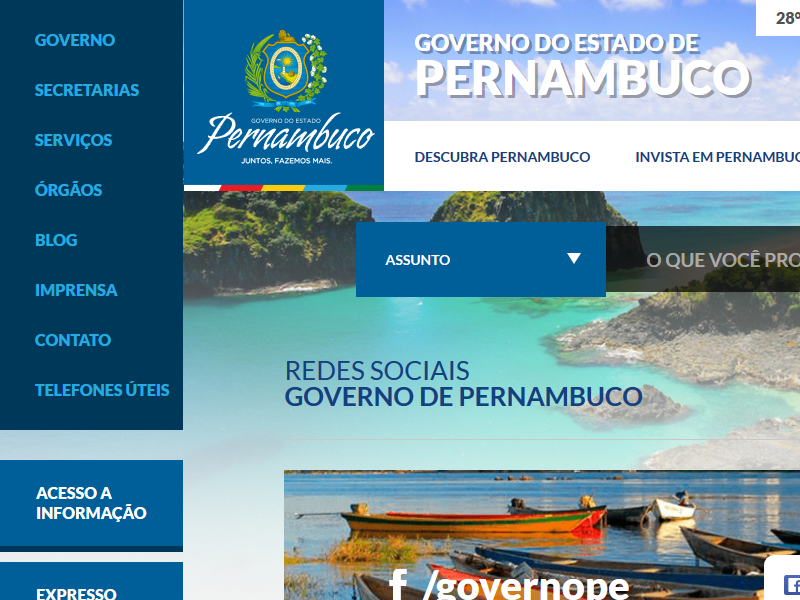 GOVERNO
SECRETARIAS
SERVIÇOS
ÓRGÃOS
BLOG
IMPRENSA
CONTATO
TELEFONES ÚTEIS
ACESSO A
INFORMAÇÃO
EXPRESSO
GOVERNO DO ESTADO
Pernambuco
JUNTOS, FAZEMOS MAIS.
GOVERNO DO ESTADO DE
PERNAMBUCO
28º
DESCUBRA PERNAMBUCO
INVISTA EM PERNAMBUC
ASSUNTO
O QUE VOCÊ PRO
REDES SOCIAIS
GOVERNO DE PERNAMBUCO
f /governope
f